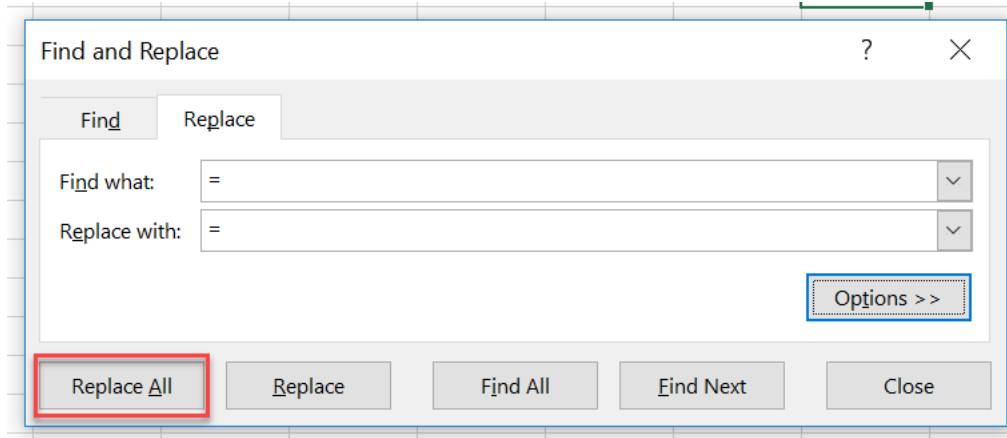 Find and Replace ?
Find Replace
Find what: =
Replace with: =
Options >>
Replace All Replace Find All Find Next Close